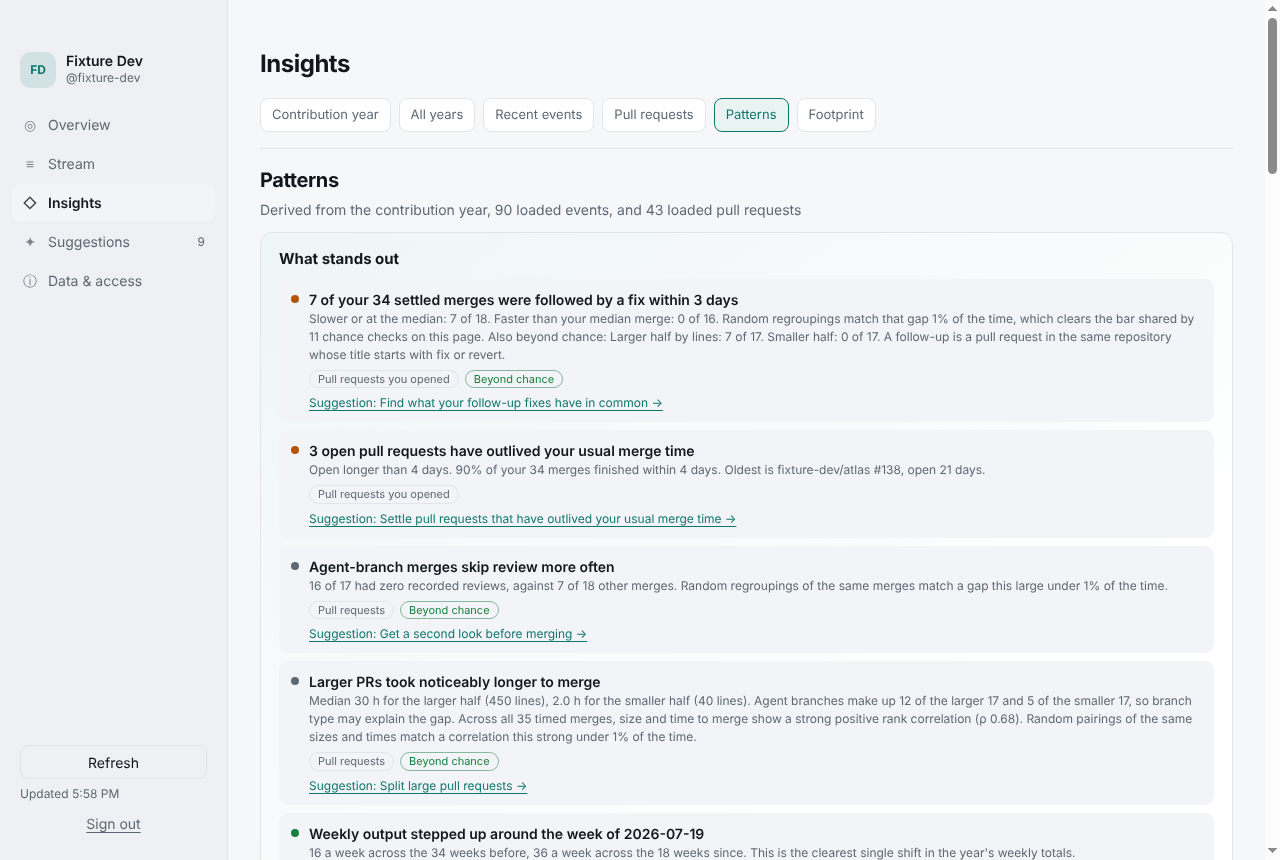 FD
Fixture Dev
@fixture-dev
Overview
Stream
Insights
Suggestions 9
Data & access
Refresh
Updated 5:58 PM
Sign out
Insights
Contribution year All years Recent events Pull requests Patterns Footprint
Patterns
Derived from the contribution year, 90 loaded events, and 43 loaded pull requests
What stands out
7 of your 34 settled merges were followed by a fix within 3 days
Slower or at the median: 7 of 18. Faster than your median merge: 0 of 16. Random regroupings match that gap 1% of the time, which clears the bar shared by
11 chance checks on this page. Also beyond chance: Larger half by lines: 7 of 17. Smaller half: 0 of 17. A follow-up is a pull request in the same repository
whose title starts with fix or revert.
Pull requests you opened Beyond chance
Suggestion: Find what your follow-up fixes have in common →
3 open pull requests have outlived your usual merge time
Open longer than 4 days. 90% of your 34 merges finished within 4 days. Oldest is fixture-dev/atlas #138, open 21 days.
Pull requests you opened
Suggestion: Settle pull requests that have outlived your usual merge time →
Agent-branch merges skip review more often
16 of 17 had zero recorded reviews, against 7 of 18 other merges. Random regroupings of the same merges match a gap this large under 1% of the time.
Pull requests Beyond chance
Suggestion: Get a second look before merging →
Larger PRs took noticeably longer to merge
Median 30 h for the larger half (450 lines), 2.0 h for the smaller half (40 lines). Agent branches make up 12 of the larger 17 and 5 of the smaller 17, so branch
type may explain the gap. Across all 35 timed merges, size and time to merge show a strong positive rank correlation (ρ 0.68). Random pairings of the same
sizes and times match a correlation this strong under 1% of the time.
Pull requests Beyond chance
Suggestion: Split large pull requests →
Weekly output stepped up around the week of 2026-07-19
16 a week across the 34 weeks before, 36 a week across the 18 weeks since. This is the clearest single shift in the year's weekly totals.